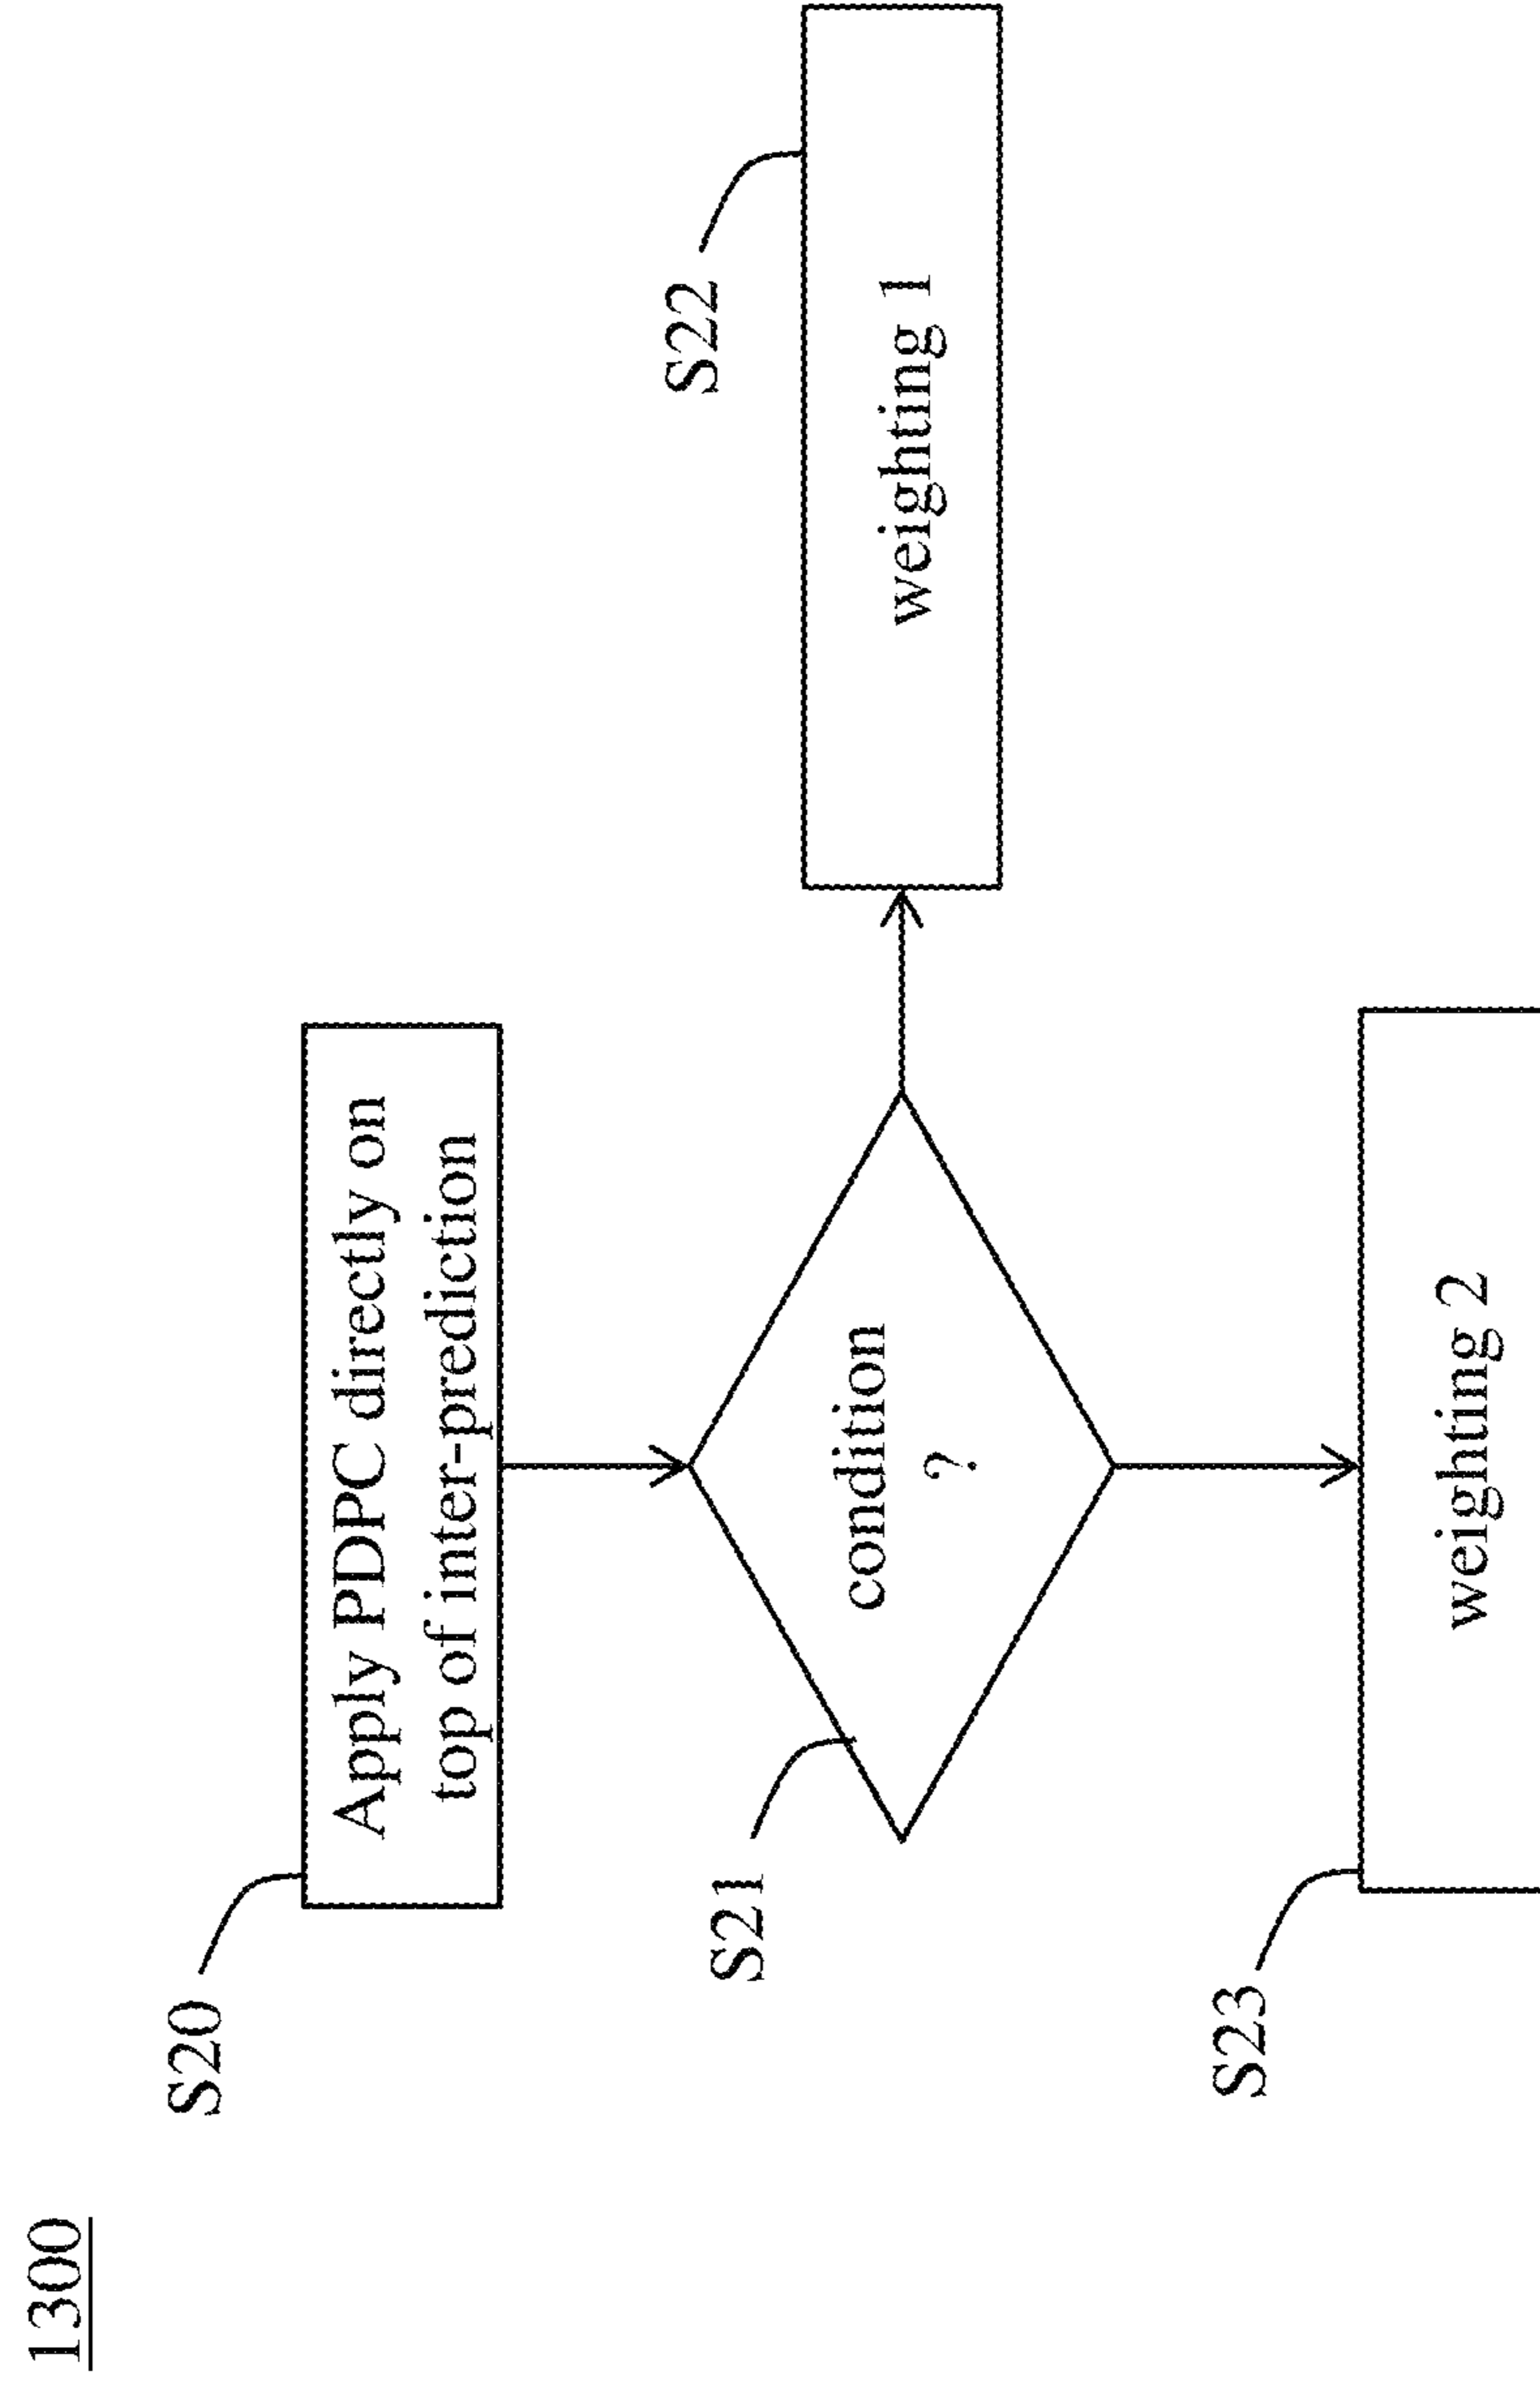 1300
S20
Apply PDPC directly on
top of inter-prediction
S21
condition
?
S22
weighting 1
S23
weighting 2